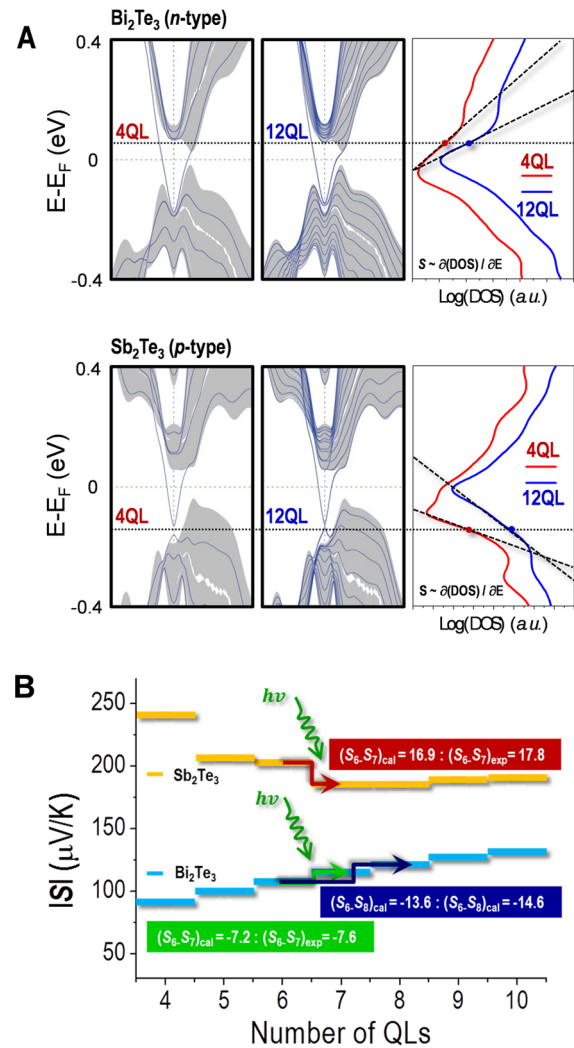 A
Bi2Te3 (n-type)
0.4
0
-0.4
E-EF (eV)
4QL
12QL
4QL
12QL
S ~ ∂(DOS) / ∂E
Log(DOS) (a.u.)
Sb2Te3 (p-type)
0.4
0
-0.4
E-EF (eV)
4QL
12QL
4QL
12QL
S ~ ∂(DOS) / ∂E
Log(DOS) (a.u.)
B
250
200
150
100
50
|S| (μV/K)
hν
(S6-S7)cal = 16.9 : (S6-S7)exp = 17.8
Sb2Te3
hν
Bi2Te3
(S6-S8)cal = -13.6 : (S6-S8)cal = -14.6
(S6-S7)cal = -7.2 : (S6-S7)exp = -7.6
4 5 6 7 8 9 10
Number of QLs